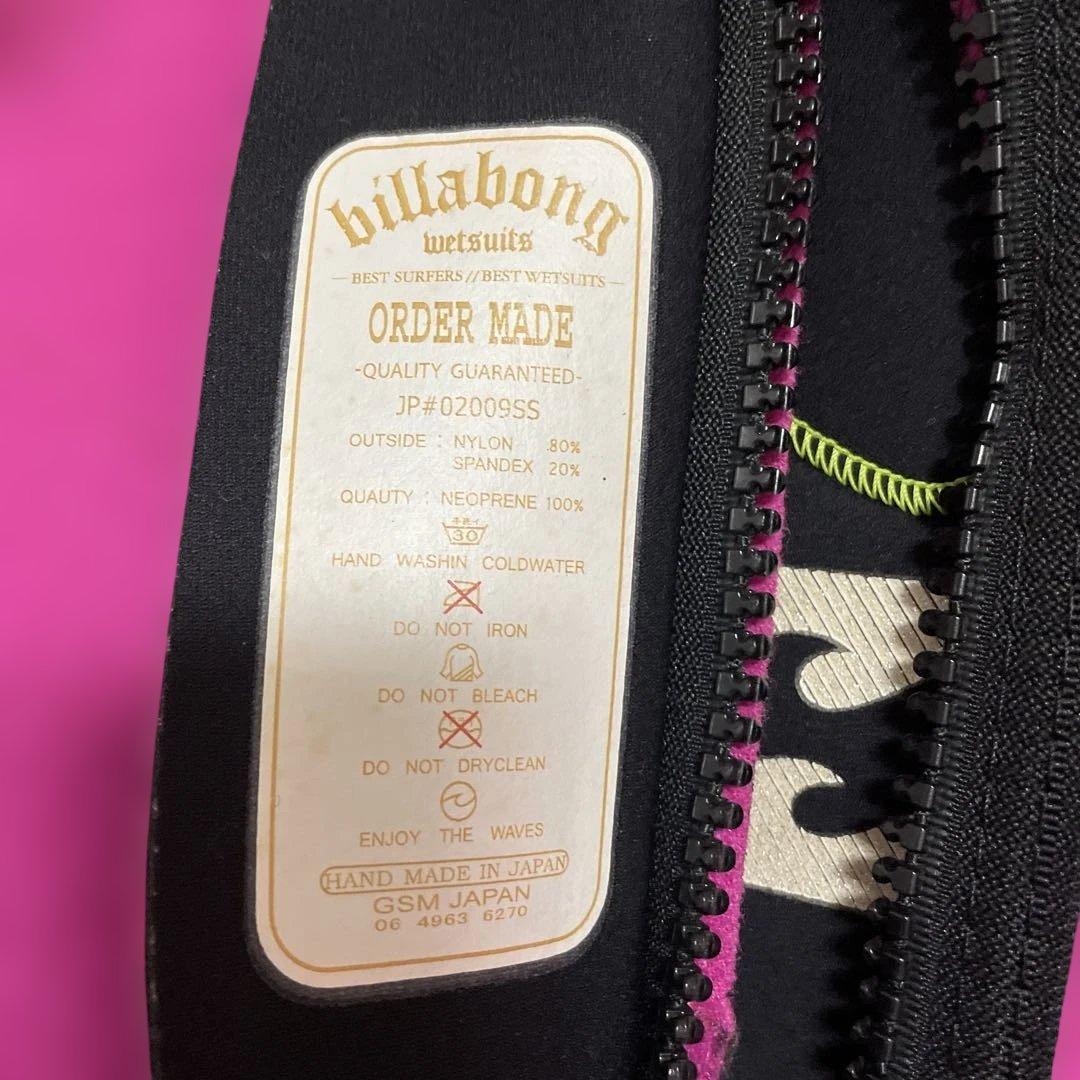 billabong
wetsuits
BEST SURFERS//BEST WETSUITS
ORDER MADE
-QUALITY GUARANTEED-
JP#02009SS
OUTSIDE : NYLON 80%
SPANDEX 20%
QUAUTY : NEOPRENE 100%
30
HAND WASHIN COLDWATER
DO NOT IRON
DO NOT BLEACH
DO NOT DRYCLEAN
ENJOY THE WAVES
HAND MADE IN JAPAN
GSM JAPAN
06 4963 6270